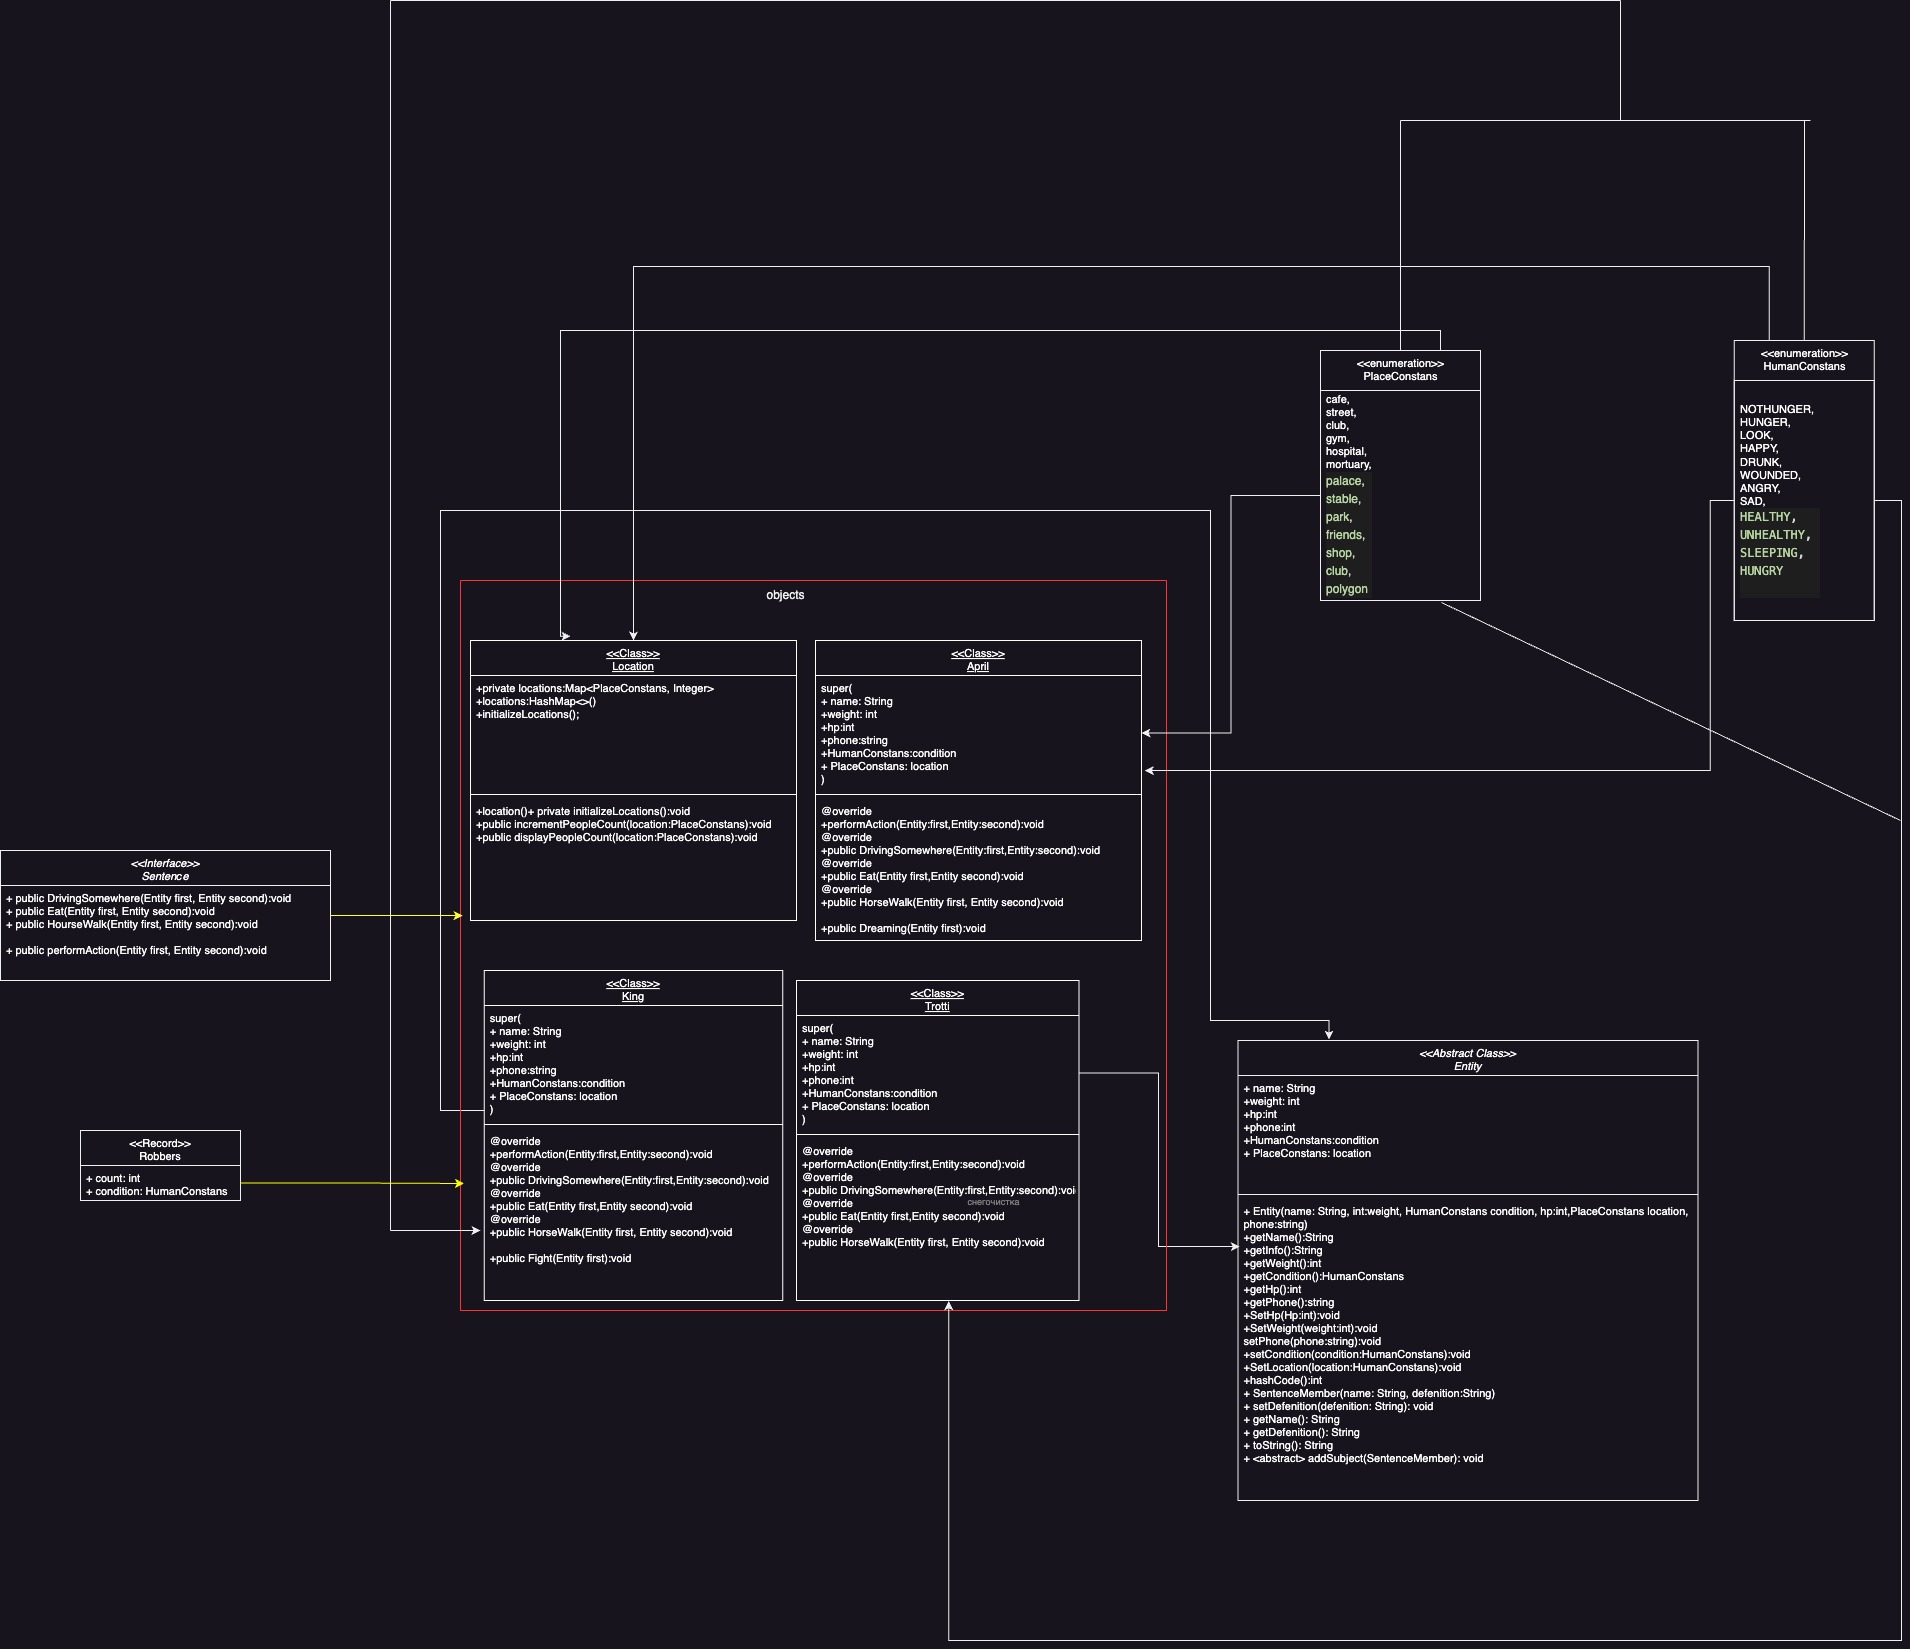 <<enumeration>>
PlaceConstans
cafe,
street,
club,
gym,
hospital,
mortuary,
palace,
stable,
park,
friends,
shop,
club,
polygon
<<enumeration>>
HumanConstans
NOTHUNGER,
HUNGER,
LOOK,
HAPPY,
DRUNK,
WOUNDED,
ANGRY,
SAD,
HEALTHY,
UNHEALTHY,
SLEEPING,
HUNGRY
objects
<<Class>>
Location
+private locations:Map<PlaceConstans, Integer>
+locations:HashMap<>()
+initializeLocations();
+location()+ private initializeLocations():void
+public incrementPeopleCount(location:PlaceConstans):void
+public displayPeopleCount(location:PlaceConstans):void
<<Class>>
April
super(
+ name: String
+weight: int
+hp:int
+phone:string
+HumanConstans:condition
+ PlaceConstans: location
)
@override
+performAction(Entity:first,Entity:second):void
@override
+public DrivingSomewhere(Entity:first,Entity:second):void
@override
+public Eat(Entity first,Entity second):void
@override
+public HorseWalk(Entity first, Entity second):void
+public Dreaming(Entity first):void
<<Interface>>
Sentence
+ public DrivingSomewhere(Entity first, Entity second):void
+ public Eat(Entity first, Entity second):void
+ public HourseWalk(Entity first, Entity second):void
+ public performAction(Entity first, Entity second):void
<<Class>>
King
super(
+ name: String
+weight: int
+hp:int
+phone:string
+HumanConstans:condition
+ PlaceConstans: location
)
@override
+performAction(Entity:first,Entity:second):void
@override
+public DrivingSomewhere(Entity:first,Entity:second):void
@override
+public Eat(Entity first,Entity second):void
@override
+public HorseWalk(Entity first, Entity second):void
+public Fight(Entity first):void
<<Class>>
Trotti
super(
+ name: String
+weight: int
+hp:int
+phone:int
+HumanConstans:condition
+ PlaceConstans: location
)
@override
+performAction(Entity:first,Entity:second):void
@override
+public DrivingSomewhere(Entity:first,Entity:second):voi
@override
снегочистка
+public Eat(Entity first,Entity second):void
@override
+public HorseWalk(Entity first, Entity second):void
<<Record>>
Robbers
+ count: int
+ condition: HumanConstans
<<Abstract Class>>
Entity
+ name: String
+weight: int
+hp:int
+phone:int
+HumanConstans:condition
+ PlaceConstans: location
+ Entity(name: String, int:weight, HumanConstans condition, hp:int,PlaceConstans location,
phone:string)
+getName():String
+getInfo():String
+getWeight():int
+getCondition():HumanConstans
+getHp():int
+getPhone():string
+SetHp(Hp:int):void
+SetWeight(weight:int):void
setPhone(phone:string):void
+setCondition(condition:HumanConstans):void
+SetLocation(location:HumanConstans):void
+hashCode():int
+ SentenceMember(name: String, defenition:String)
+ setDefenition(defenition: String): void
+ getName(): String
+ getDefenition(): String
+ toString(): String
+ <abstract> addSubject(SentenceMember): void